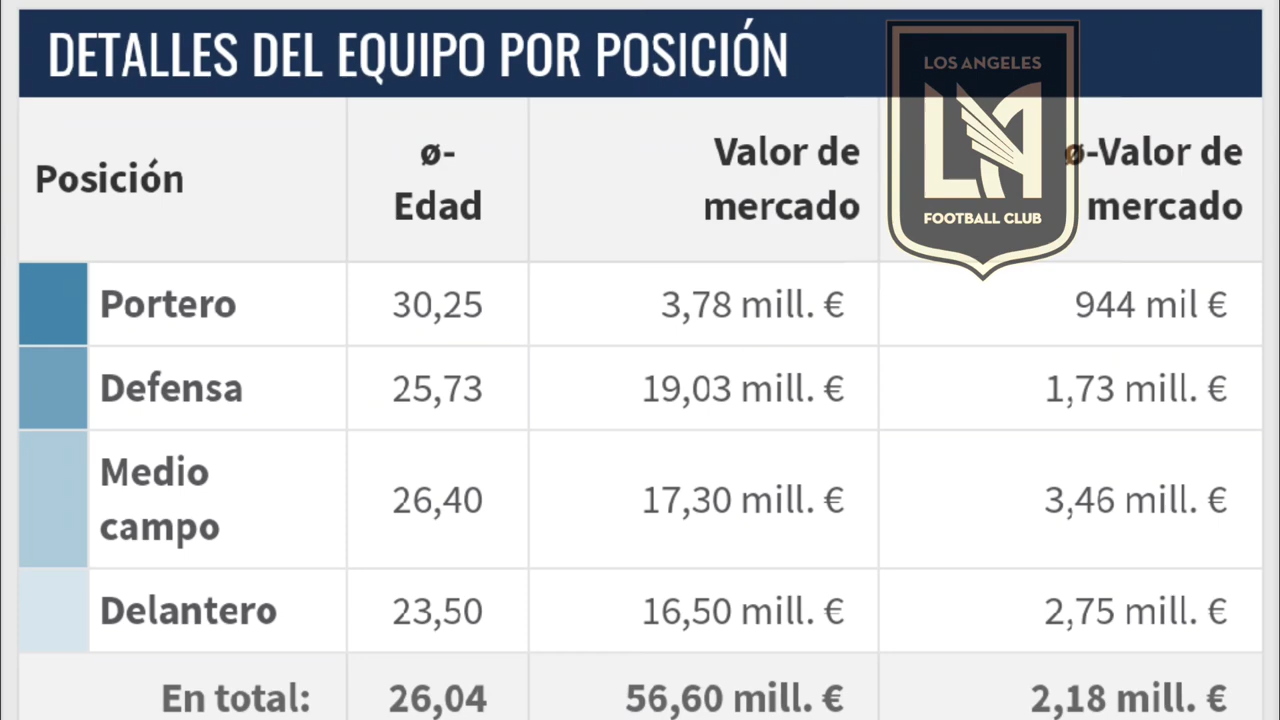 DETALLES DEL EQUIPO POR POSICIÓN
LOS ANGELES
LA
FOOTBALL CLUB
Posición
ø-
Edad
Valor de
mercado
ø-Valor de
mercado
Portero 30,25 3,78 mill. € 944 mil €
Defensa 25,73 19,03 mill. € 1,73 mill. €
Medio
campo 26,40 17,30 mill. € 3,46 mill. €
Delantero 23,50 16,50 mill. € 2,75 mill. €
En total: 26,04 56,60 mill. € 2,18 mill. €